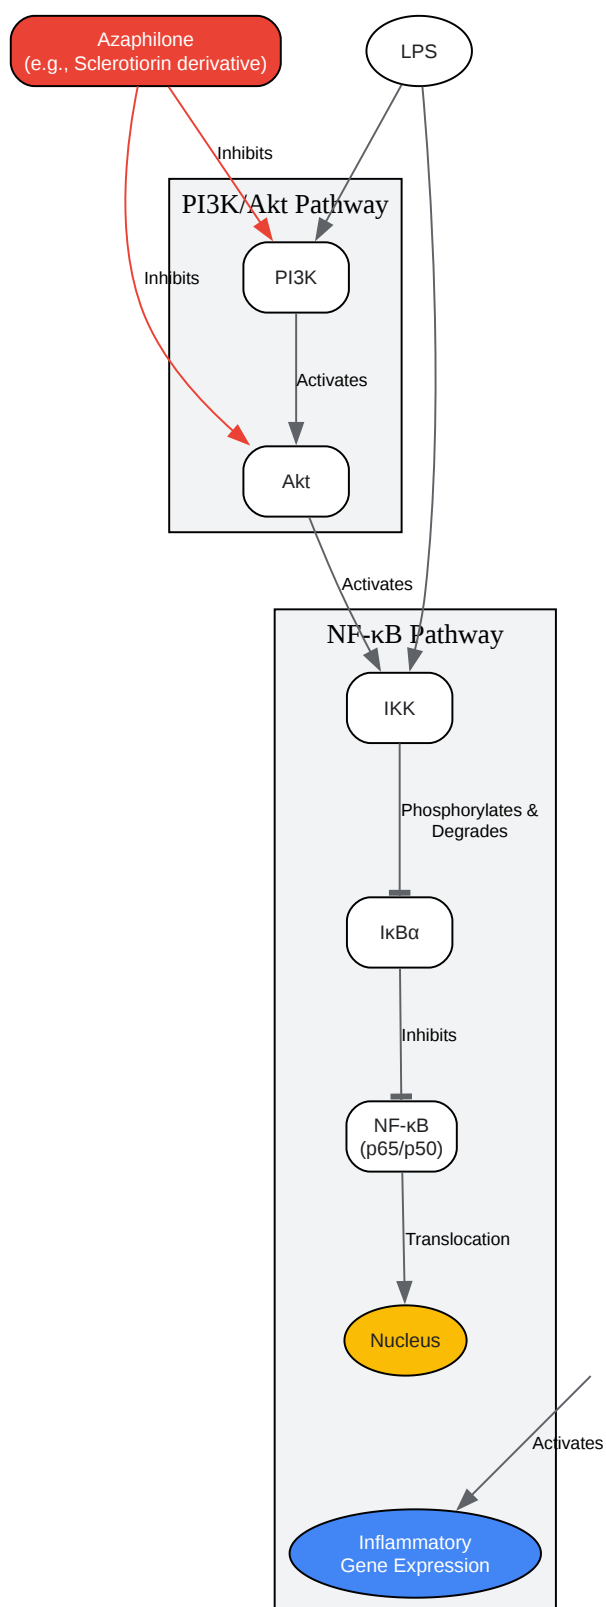 Azaphilone
(e.g., Sclerotiorin derivative)
LPS
Inhibits
PI3K/Akt Pathway
PI3K
Inhibits
Activates
Akt
Activates
NF-κB Pathway
IKK
Phosphorylates &
Degrades
IκBα
Inhibits
NF-κB
(p65/p50)
Translocation
Nucleus
Activates
Inflammatory
Gene Expression